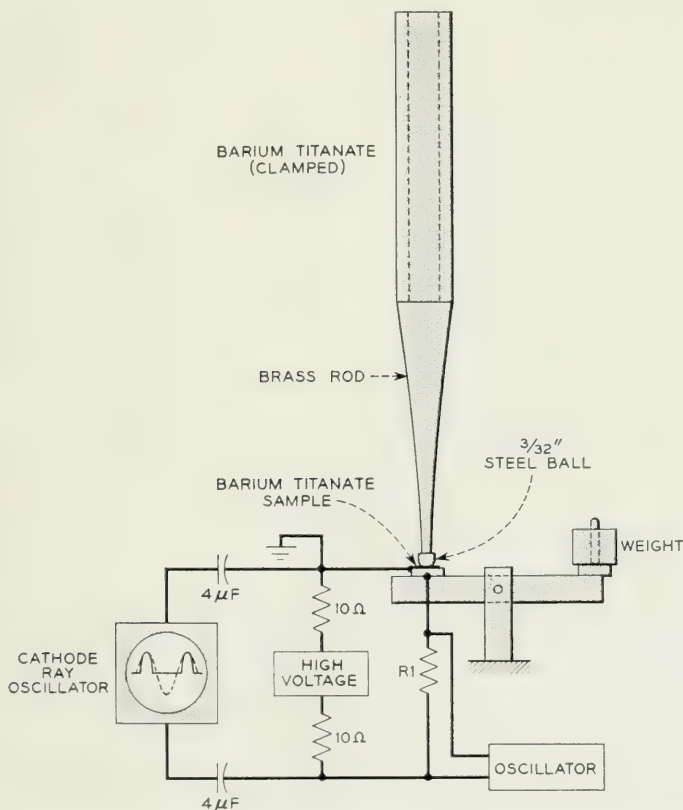 BARIUM TITANATE
(CLAMPED)
BRASS ROD
3/32"
STEEL BALL
BARIUM TITANATE
SAMPLE
WEIGHT
4μF
10Ω
CATHODE
RAY
OSCILLATOR
HIGH
VOLTAGE
R1
10Ω
OSCILLATOR
4μF